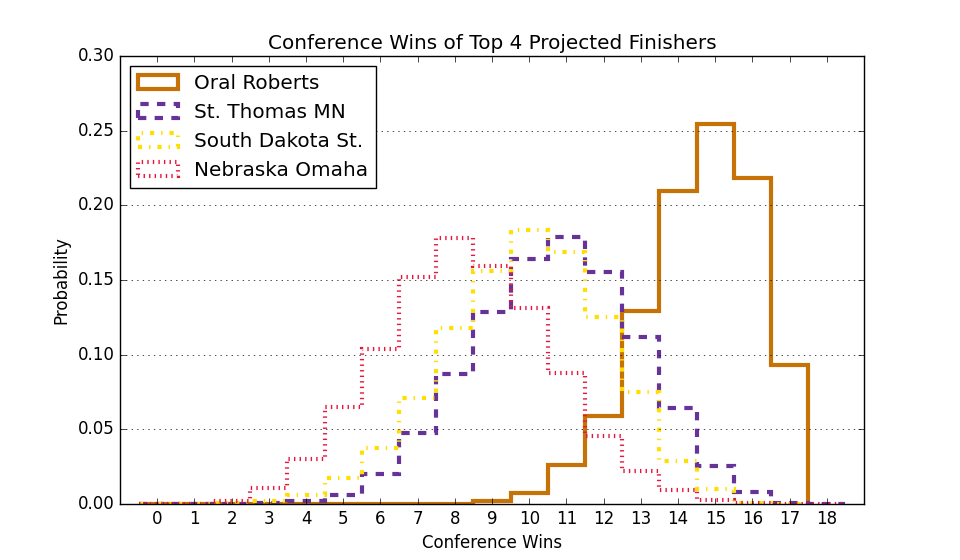 Conference Wins of Top 4 Projected Finishers
0.30
0.25
0.20
0.15
0.10
0.05
0.00
Probability
Oral Roberts
St. Thomas MN
South Dakota St.
Nebraska Omaha
0 1 2 3 4 5 6 7 8 9 10 11 12 13 14 15 16 17 18
Conference Wins